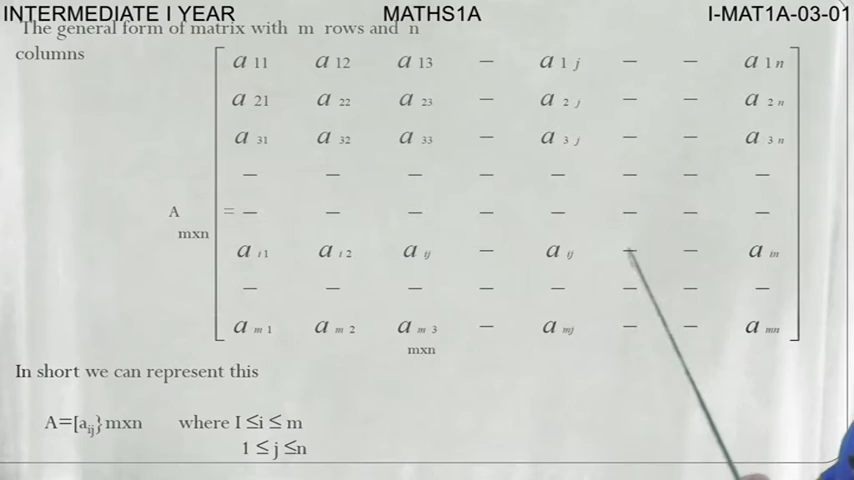 INTERMEDIATE I YEAR MATHS1A I-MAT1A-03-01
The general form of matrix with m rows and n
columns
a 11 a 12 a 13 — a 1 j — — a 1 n
a 21 a 22 a 23 — a 2 j — — a 2 n
a 31 a 32 a 33 — a 3 j — — a 3 n
— — — — — — — —
A = — — — — — — — —
mxn
a i 1 a i 2 a ij — a ij — — a in
— — — — — — — —
a m 1 a m 2 a m 3 — a mj — — a mn
mxn
In short we can represent this
A=[aij}mxn where I ≤i ≤ m
1 ≤ j ≤n